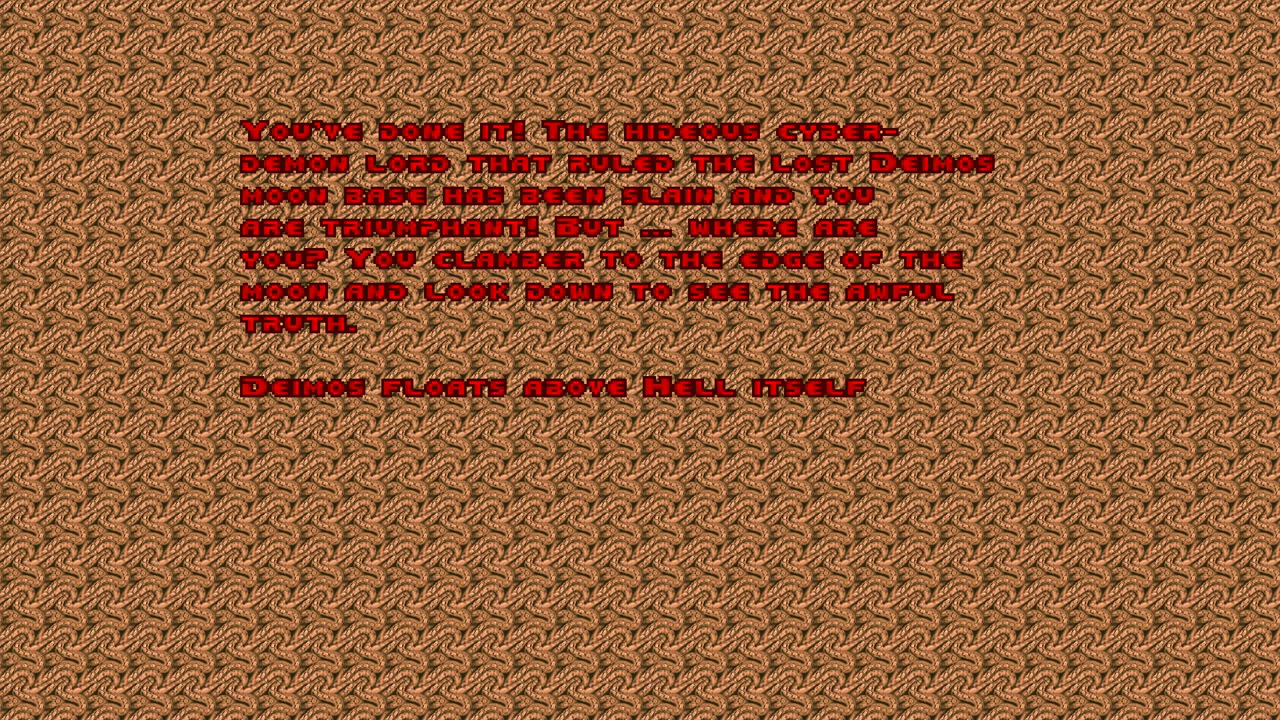 You've done it! The hideous cyber-
demon lord that ruled the lost Deimos
moon base has been slain and you
are triumphant! But ... where are
you? You clamber to the edge of the
moon and look down to see the awful
truth.

Deimos floats above Hell itself